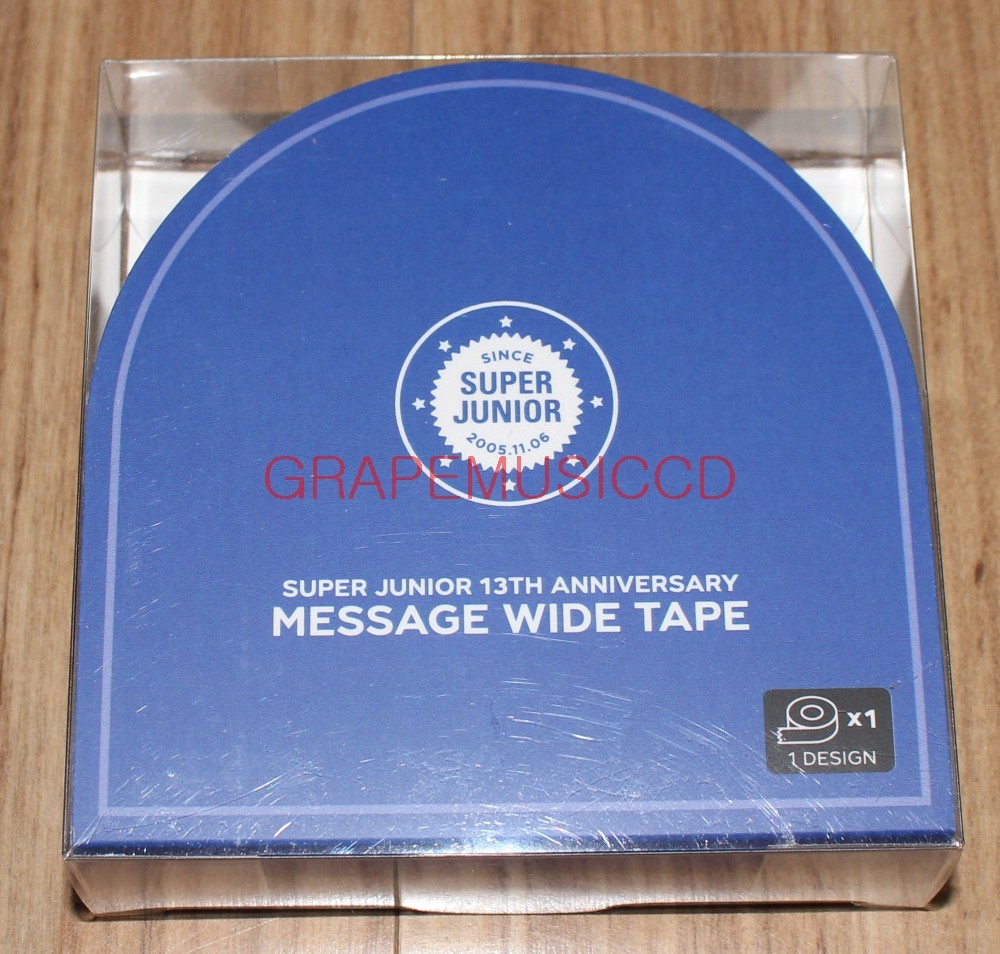 SINCE
SUPER
JUNIOR
2005.11.06
GRAPEMUSICCD
SUPER JUNIOR 13TH ANNIVERSARY
MESSAGE WIDE TAPE
x1
1 DESIGN